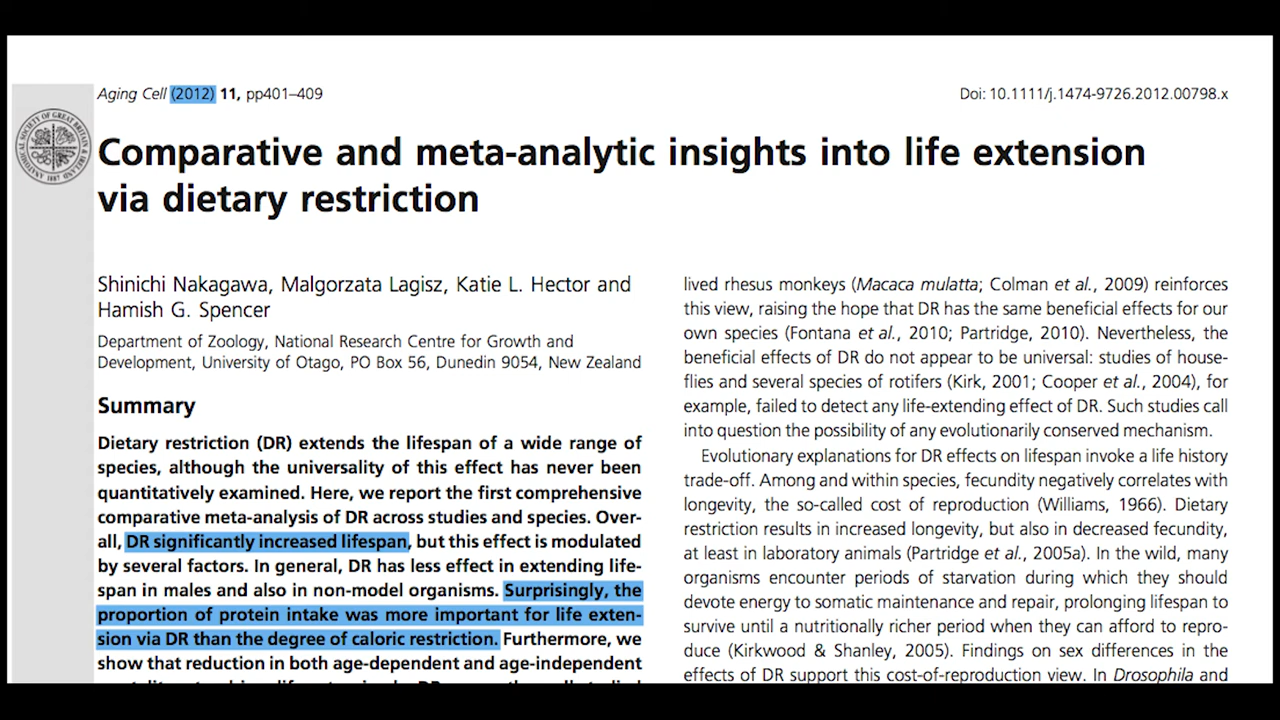 Aging Cell (2012) 11, pp401–409
Doi: 10.1111/j.1474-9726.2012.00798.x
Comparative and meta-analytic insights into life extension
via dietary restriction
Shinichi Nakagawa, Malgorzata Lagisz, Katie L. Hector and
Hamish G. Spencer
Department of Zoology, National Research Centre for Growth and
Development, University of Otago, PO Box 56, Dunedin 9054, New Zealand
Summary
Dietary restriction (DR) extends the lifespan of a wide range of
species, although the universality of this effect has never been
quantitatively examined. Here, we report the first comprehensive
comparative meta-analysis of DR across studies and species. Over-
all, DR significantly increased lifespan, but this effect is modulated
by several factors. In general, DR has less effect in extending life-
span in males and also in non-model organisms. Surprisingly, the
proportion of protein intake was more important for life exten-
sion via DR than the degree of caloric restriction. Furthermore, we
show that reduction in both age-dependent and age-independent
lived rhesus monkeys (Macaca mulatta; Colman et al., 2009) reinforces
this view, raising the hope that DR has the same beneficial effects for our
own species (Fontana et al., 2010; Partridge, 2010). Nevertheless, the
beneficial effects of DR do not appear to be universal: studies of house-
flies and several species of rotifers (Kirk, 2001; Cooper et al., 2004), for
example, failed to detect any life-extending effect of DR. Such studies call
into question the possibility of any evolutionarily conserved mechanism.
Evolutionary explanations for DR effects on lifespan invoke a life history
trade-off. Among and within species, fecundity negatively correlates with
longevity, the so-called cost of reproduction (Williams, 1966). Dietary
restriction results in increased longevity, but also in decreased fecundity,
at least in laboratory animals (Partridge et al., 2005a). In the wild, many
organisms encounter periods of starvation during which they should
devote energy to somatic maintenance and repair, prolonging lifespan to
survive until a nutritionally richer period when they can afford to repro-
duce (Kirkwood & Shanley, 2005). Findings on sex differences in the
effects of DR support this cost-of-reproduction view. In Drosophila and